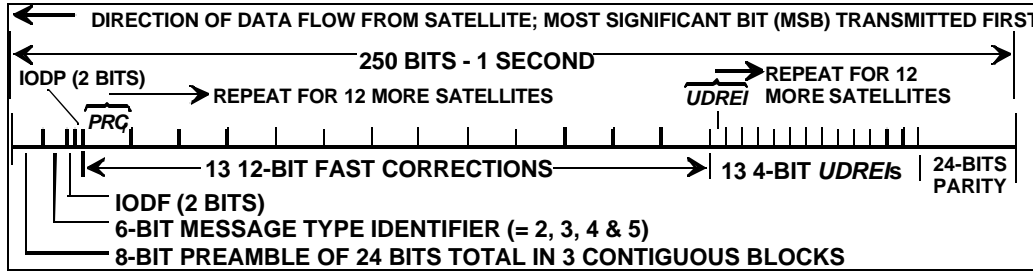 DIRECTION OF DATA FLOW FROM SATELLITE; MOST SIGNIFICANT BIT (MSB) TRANSMITTED FIRST
250 BITS - 1 SECOND
IODP (2 BITS)
REPEAT FOR 12 MORE SATELLITES
PRCf
UDREI
REPEAT FOR 12
MORE SATELLITES
13 12-BIT FAST CORRECTIONS
13 4-BIT UDREIs
24-BITS
PARITY
IODF (2 BITS)
6-BIT MESSAGE TYPE IDENTIFIER (= 2, 3, 4 & 5)
8-BIT PREAMBLE OF 24 BITS TOTAL IN 3 CONTIGUOUS BLOCKS